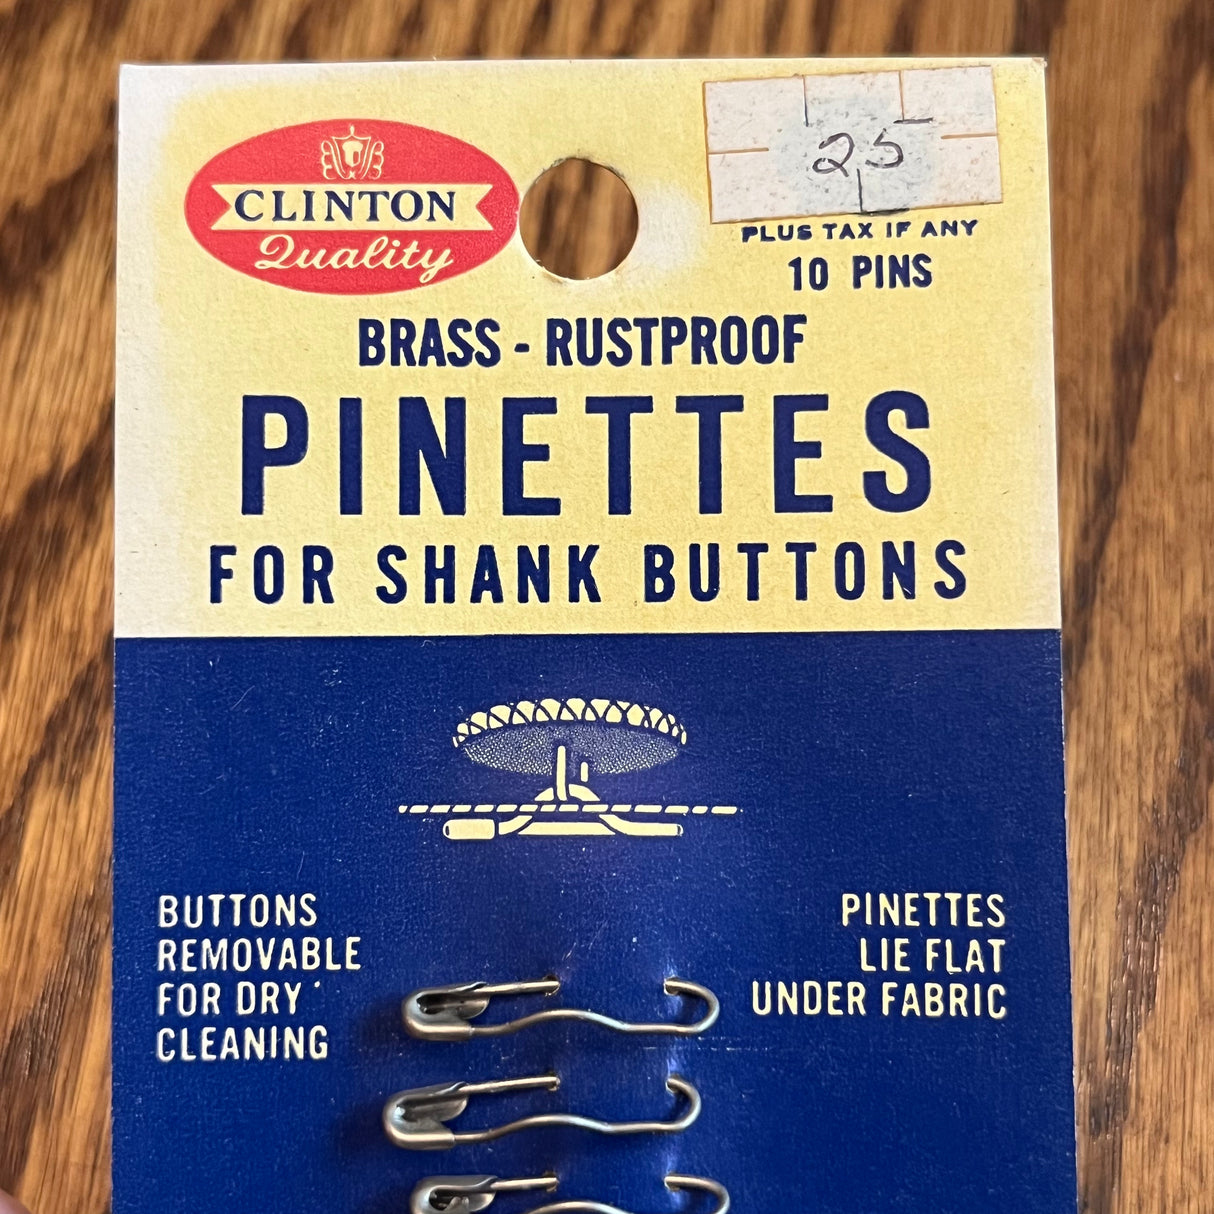 CLINTON
Quality
25
PLUS TAX IF ANY
10 PINS
BRASS - RUSTPROOF
PINETTES
FOR SHANK BUTTONS
BUTTONS
REMOVABLE
FOR DRY
CLEANING
PINETTES
LIE FLAT
UNDER FABRIC